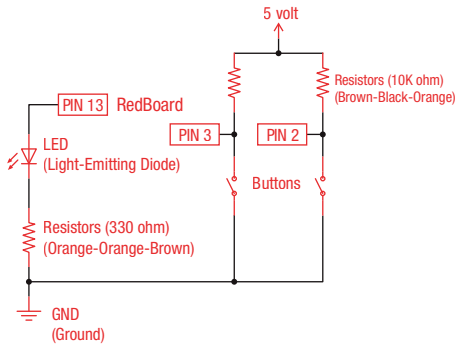 5 volt
Resistors (10K ohm)
(Brown-Black-Orange)
PIN 13 RedBoard
PIN 3
PIN 2
LED
(Light-Emitting Diode)
Buttons
Resistors (330 ohm)
(Orange-Orange-Brown)
GND
(Ground)